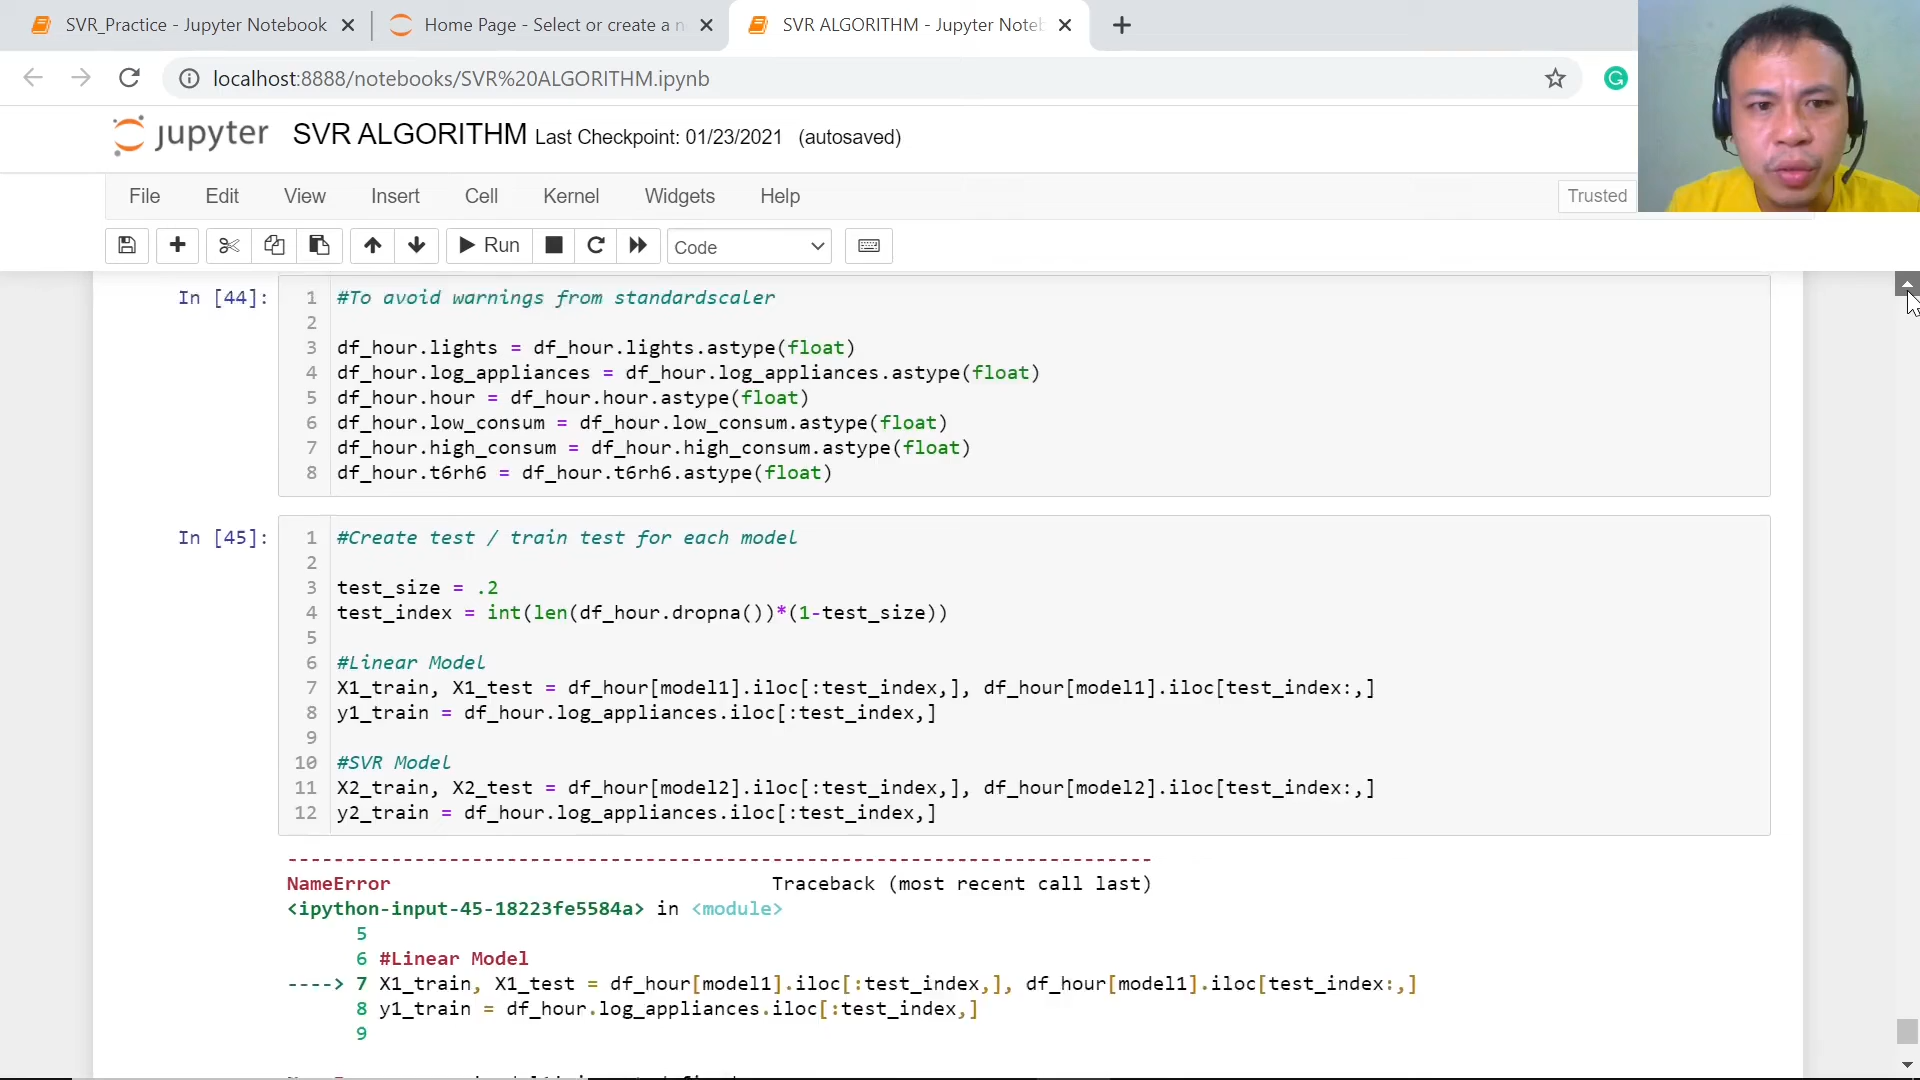 SVR_Practice - Jupyter Notebook
Home Page - Select or create a n
SVR ALGORITHM - Jupyter Noteb
localhost:8888/notebooks/SVR%20ALGORITHM.ipynb
jupyter SVR ALGORITHM Last Checkpoint: 01/23/2021 (autosaved)
File Edit View Insert Cell Kernel Widgets Help Trusted
Run Code
In [44]:
1 #To avoid warnings from standardscaler
2
3 df_hour.lights = df_hour.lights.astype(float)
4 df_hour.log_appliances = df_hour.log_appliances.astype(float)
5 df_hour.hour = df_hour.hour.astype(float)
6 df_hour.low_consum = df_hour.low_consum.astype(float)
7 df_hour.high_consum = df_hour.high_consum.astype(float)
8 df_hour.t6rh6 = df_hour.t6rh6.astype(float)
In [45]:
1 #Create test / train test for each model
2
3 test_size = .2
4 test_index = int(len(df_hour.dropna())*(1-test_size))
5
6 #Linear Model
7 X1_train, X1_test = df_hour[model1].iloc[:test_index,], df_hour[model1].iloc[test_index:,]
8 y1_train = df_hour.log_appliances.iloc[:test_index,]
9
10 #SVR Model
11 X2_train, X2_test = df_hour[model2].iloc[:test_index,], df_hour[model2].iloc[test_index:,]
12 y2_train = df_hour.log_appliances.iloc[:test_index,]
---------------------------------------------------------------------------
NameError Traceback (most recent call last)
<ipython-input-45-18223fe5584a> in <module>
5
6 #Linear Model
----> 7 X1_train, X1_test = df_hour[model1].iloc[:test_index,], df_hour[model1].iloc[test_index:,]
8 y1_train = df_hour.log_appliances.iloc[:test_index,]
9